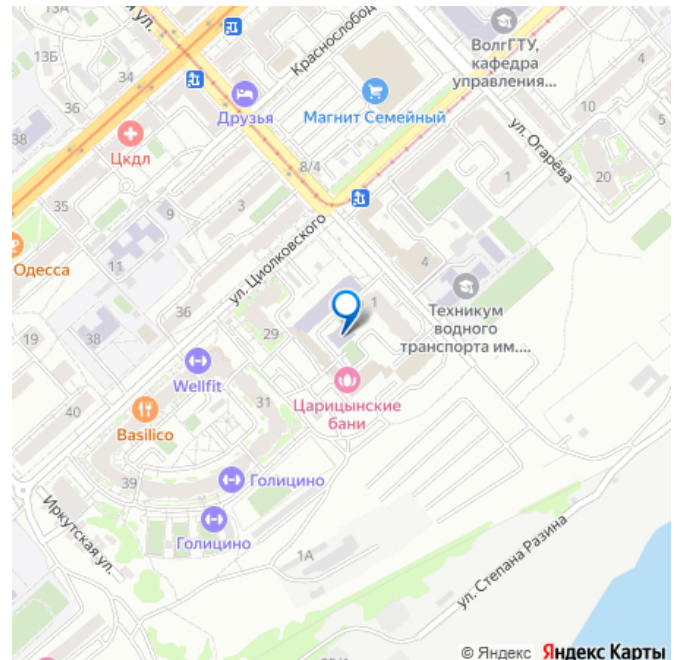 УЛ.
13Б
34
36
38
Краснослобод
ВолгГТУ,
кафедра
управления...
Друзья
Магнит Семейный
Цкдл
8/4
10
4
5
ул. Огарёва
1
20
35
9
3
Одесса
11
ул. Циолковского
4
Техникум
водного
транспорта им....
36
1
29
19
38
Wellfit
Царицынские
бани
31
40
Basilico
39
Голицино
Голицино
Иркутская ул.
1А
ул. Степана Разина
© Яндекс Яндекс Карты